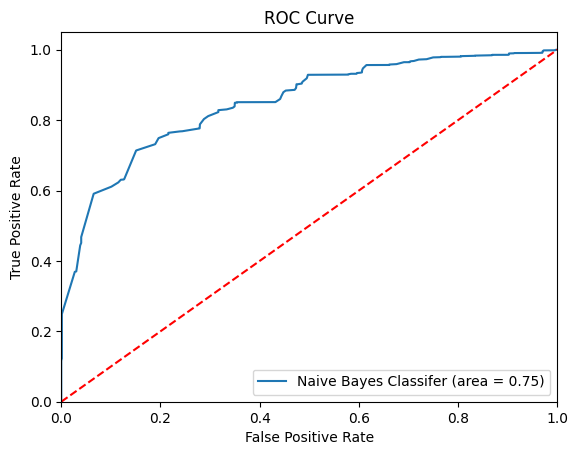 ROC Curve
True Positive Rate
1.0
0.8
0.6
0.4
0.2
0.0
Naive Bayes Classifer (area = 0.75)
0.0 0.2 0.4 0.6 0.8 1.0
False Positive Rate